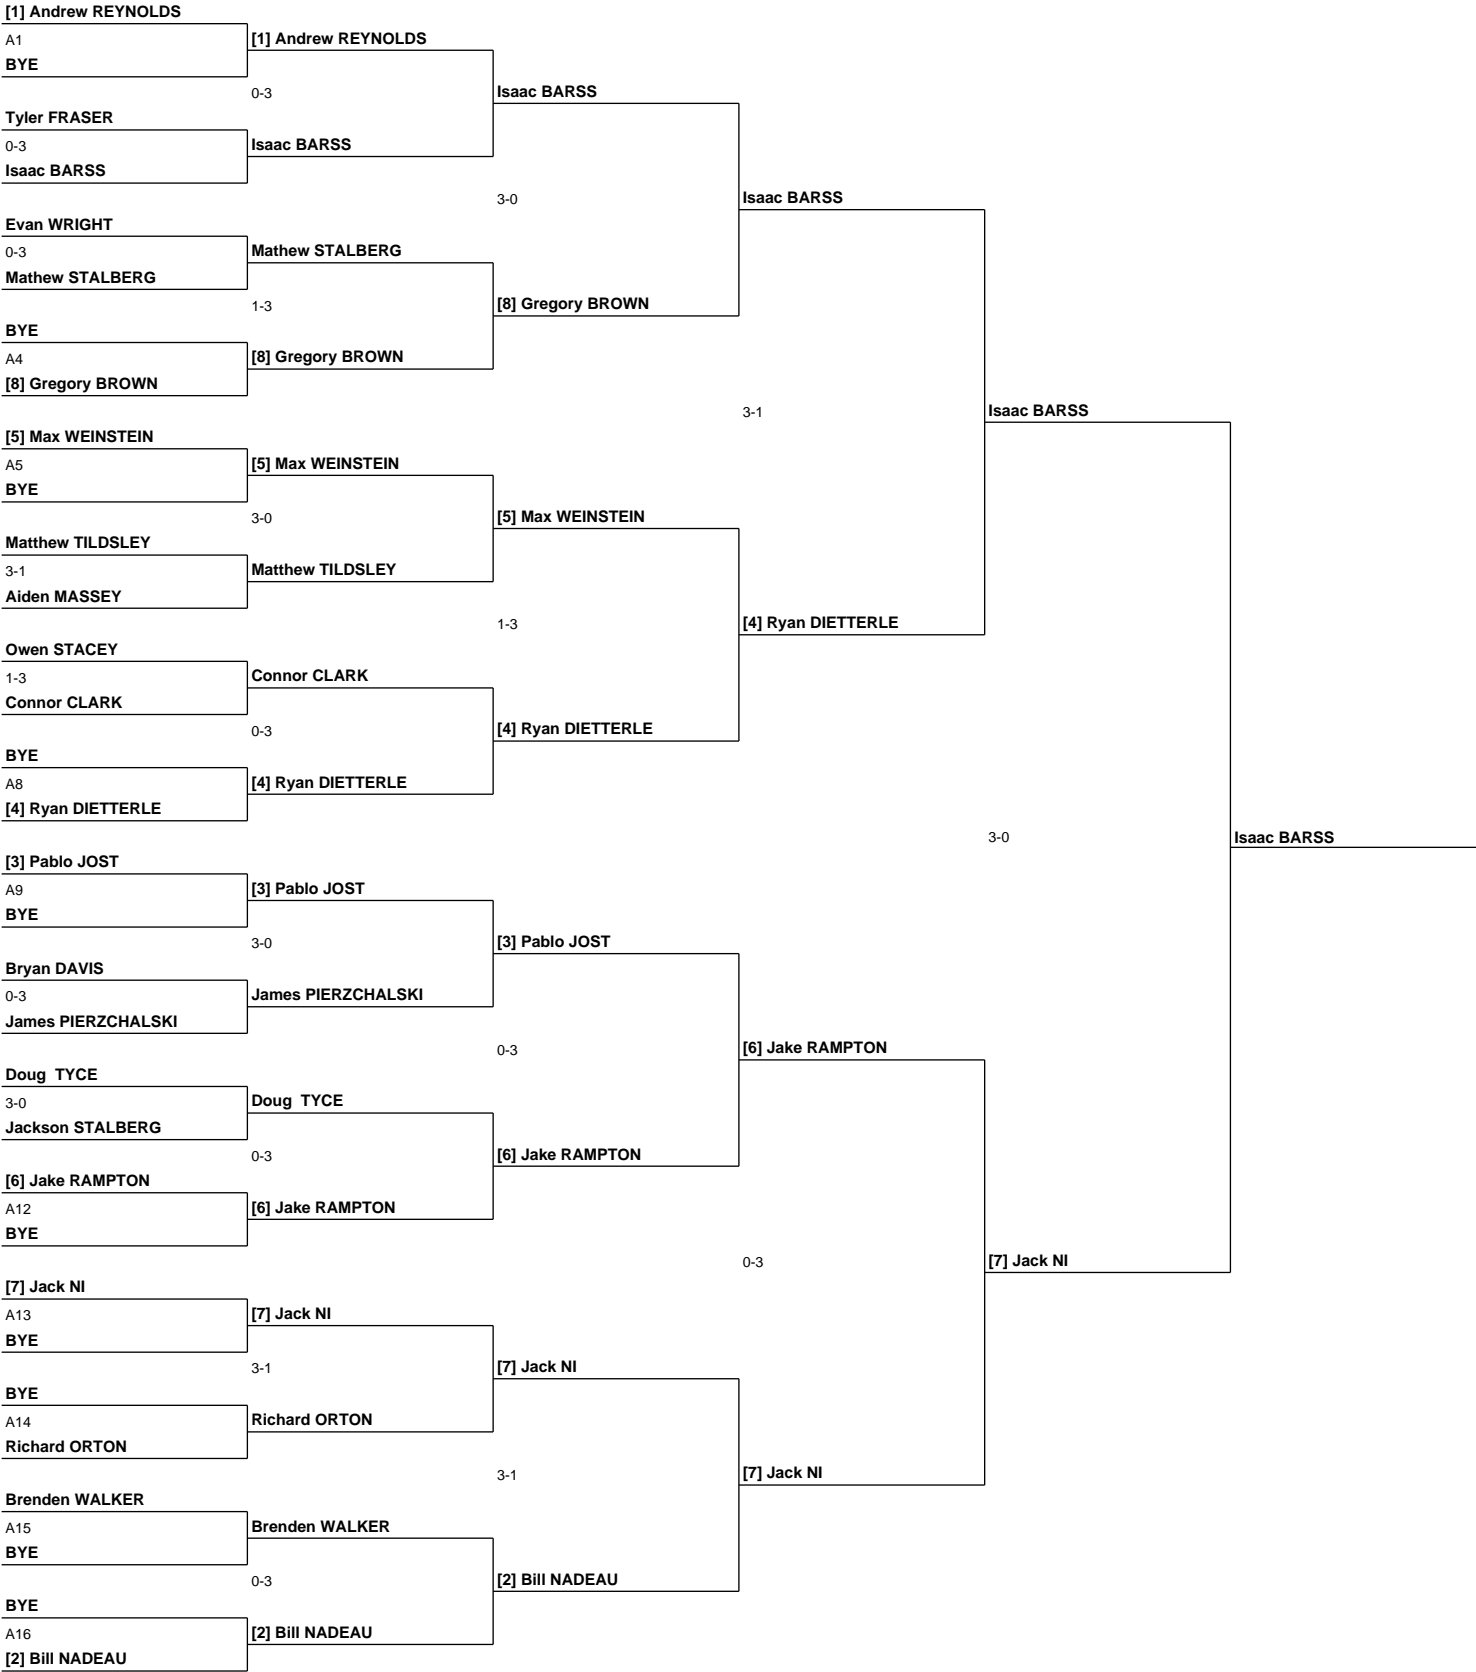 [1] Andrew REYNOLDS
A1
BYE
Tyler FRASER
0-3
Isaac BARSS
Evan WRIGHT
0-3
Mathew STALBERG
BYE
A4
[8] Gregory BROWN
[5] Max WEINSTEIN
A5
BYE
Matthew TILDSLEY
3-1
Aiden MASSEY
Owen STACEY
1-3
Connor CLARK
BYE
A8
[4] Ryan DIETTERLE
[3] Pablo JOST
A9
BYE
Bryan DAVIS
0-3
James PIERZCHALSKI
Doug  TYCE
3-0
Jackson STALBERG
[6] Jake RAMPTON
A12
BYE
[7] Jack NI
A13
BYE
BYE
A14
Richard ORTON
Brenden WALKER
A15
BYE
BYE
A16
[2] Bill NADEAU
[1] Andrew REYNOLDS
0-3
Isaac BARSS
Mathew STALBERG
1-3
[8] Gregory BROWN
[5] Max WEINSTEIN
3-0
Matthew TILDSLEY
Connor CLARK
0-3
[4] Ryan DIETTERLE
[3] Pablo JOST
3-0
James PIERZCHALSKI
Doug  TYCE
0-3
[6] Jake RAMPTON
[7] Jack NI
3-1
Richard ORTON
Brenden WALKER
0-3
[2] Bill NADEAU
Isaac BARSS
3-0
[8] Gregory BROWN
[5] Max WEINSTEIN
1-3
[4] Ryan DIETTERLE
[3] Pablo JOST
0-3
[6] Jake RAMPTON
[7] Jack NI
3-1
[2] Bill NADEAU
Isaac BARSS
3-1
[4] Ryan DIETTERLE
[6] Jake RAMPTON
0-3
[7] Jack NI
Isaac BARSS
3-0
[7] Jack NI
Isaac BARSS